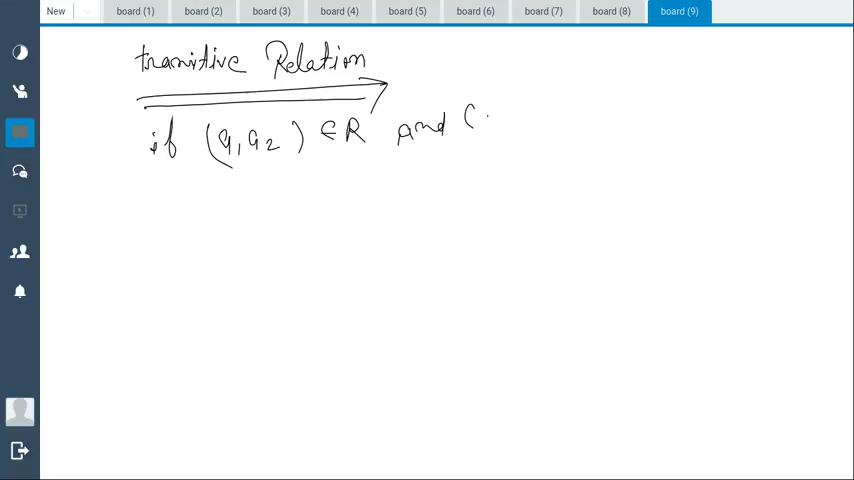 New board (1) board (2) board (3) board (4) board (5) board (6) board (7) board (8) board (9)
tranitive Relation
if (a1, a2) ∈ R and (